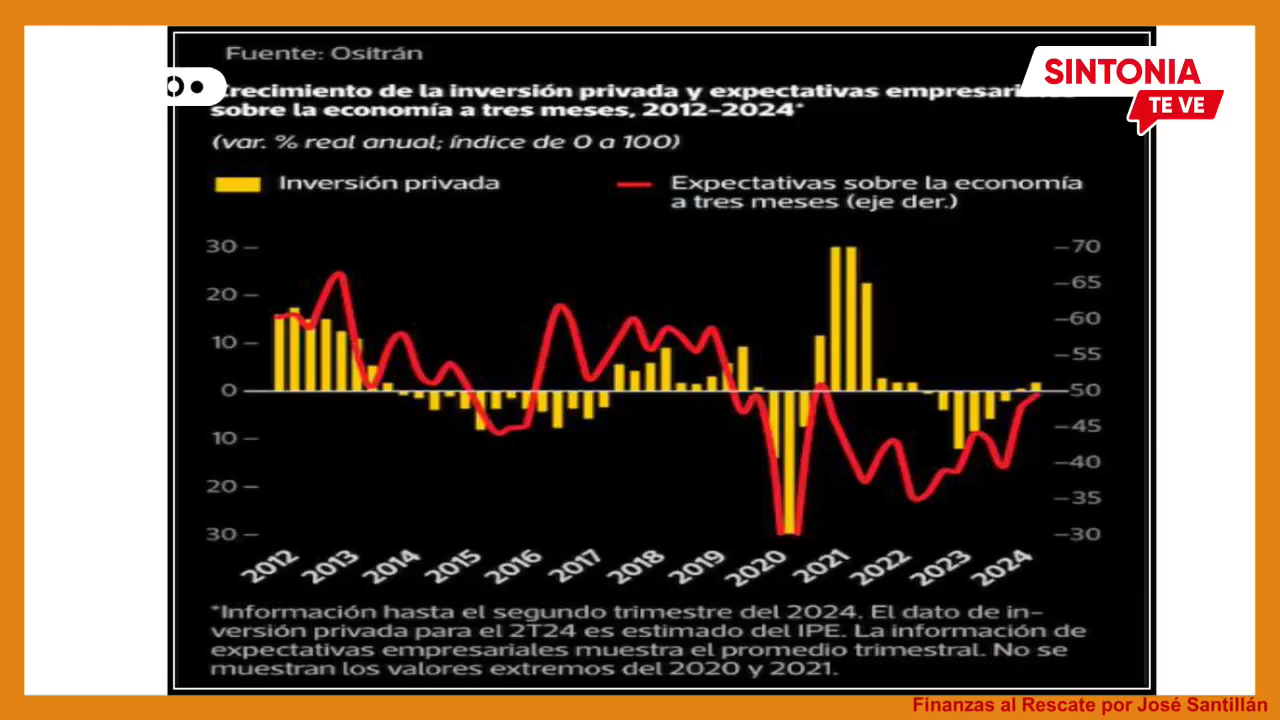 Fuente: Ositrán
SINTONIA
TE VE
Crecimiento de la inversión privada y expectativas empresariales
sobre la economía a tres meses, 2012-2024*
(var. % real anual; índice de 0 a 100)
Inversión privada
Expectativas sobre la economía
a tres meses (eje der.)
30 70
65
20 60
10 55
0 50
45
10 40
20 35
30 30
2012 2013 2014 2015 2016 2017 2018 2019 2020 2021 2022 2023 2024
*Información hasta el segundo trimestre del 2024. El dato de in-
versión privada para el 2T24 es estimado del IPE. La información de
expectativas empresariales muestra el promedio trimestral. No se
muestran los valores extremos del 2020 y 2021.
Finanzas al Rescate por José Santillán